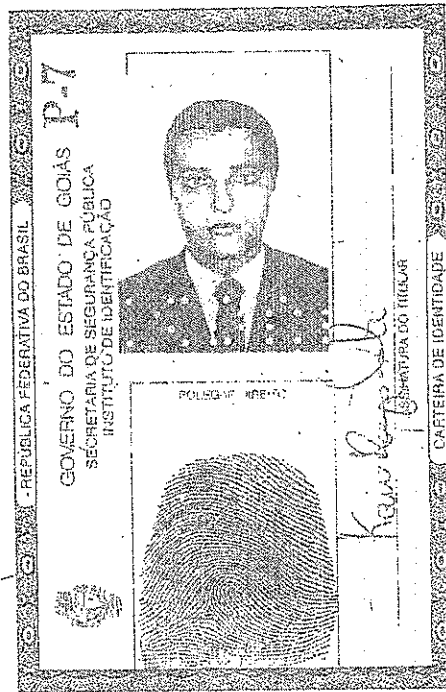 REPÚBLICA FEDERATIVA DO BRASIL
GOVERNO DO ESTADO DE GOIÁS P-7
SECRETARIA DE SEGURANÇA PÚBLICA
INSTITUTO DE IDENTIFICAÇÃO
POLEGAR DIREITO
ASSINATURA DO TITULAR
CARTEIRA DE IDENTIDADE